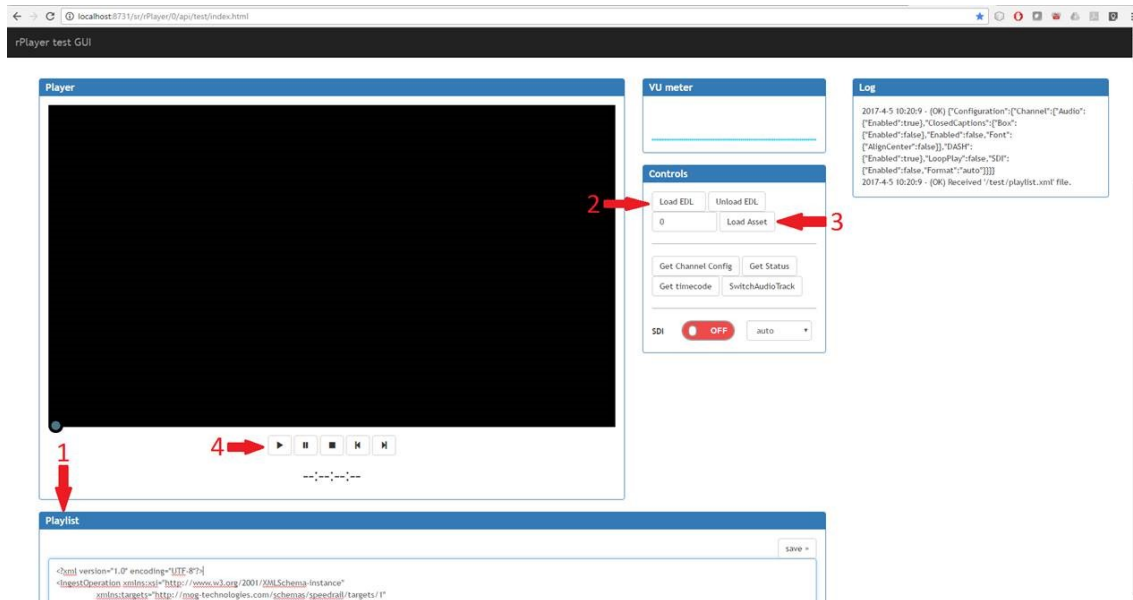 localhost:8731/sr/rPlayer/0/api/test/index.html
rPlayer test GUI
Player
4
--:--:--:--
1
VU meter
Controls
2
Load EDL Unload EDL
0 Load Asset
3
Get Channel Config Get Status
Get timecode SwitchAudioTrack
SDI OFF auto
Log
2017-4-5 10:20:9 - (OK) {"Configuration":{"Channel":{"Audio":
{"Enabled":true},"ClosedCaptions":{"Box":
{"Enabled":false},"Enabled":false,"Font":
{"AlignCenter":false}},"DASH":
{"Enabled":true},"LoopPlay":false,"SDI":
{"Enabled":false,"Format":"auto"}}}}
2017-4-5 10:20:9 - (OK) Received '/test/playlist.xml' file.
Playlist
save
<?xml version="1.0" encoding="UTF-8"?>
<IngestOperation xmlns:xsi="http://www.w3.org/2001/XMLSchema-instance"
xmlns:targets="http://mog-technologies.com/schemas/speedrail/targets/1"